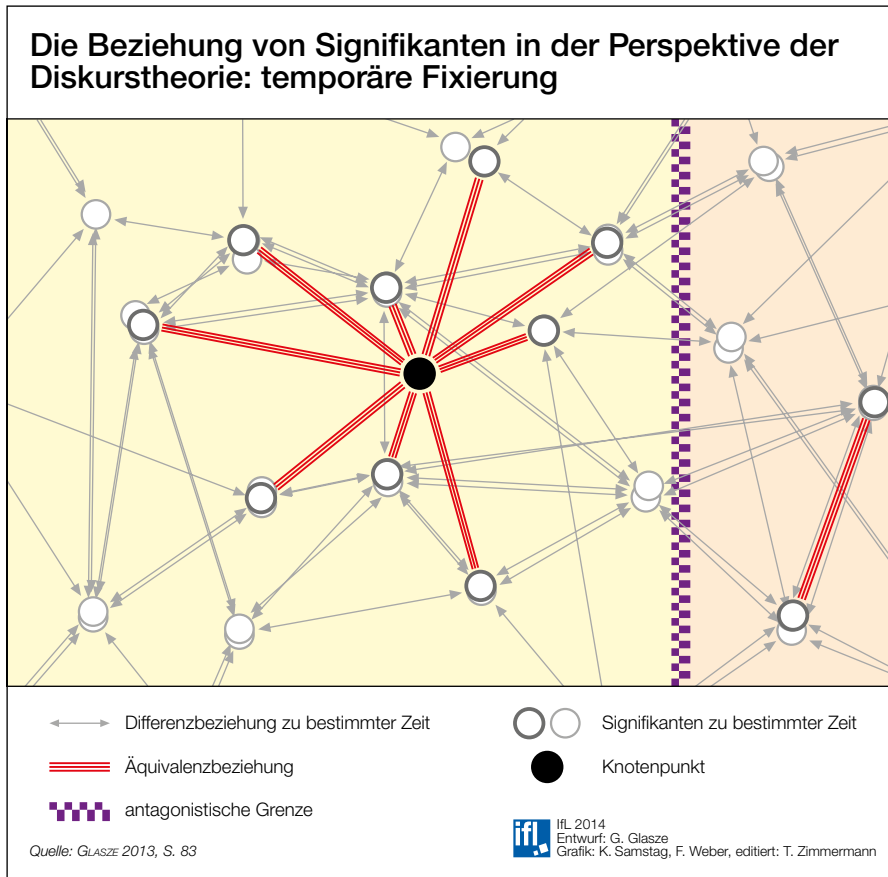 Die Beziehung von Signifikanten in der Perspektive der
Diskurstheorie: temporäre Fixierung
Differenzbeziehung zu bestimmter Zeit
Signifikanten zu bestimmter Zeit
Äquivalenzbeziehung
Knotenpunkt
antagonistische Grenze
Quelle: GLASZE 2013, S. 83
ifl
IfL 2014
Entwurf: G. Glasze
Grafik: K. Samstag, F. Weber, editiert: T. Zimmermann